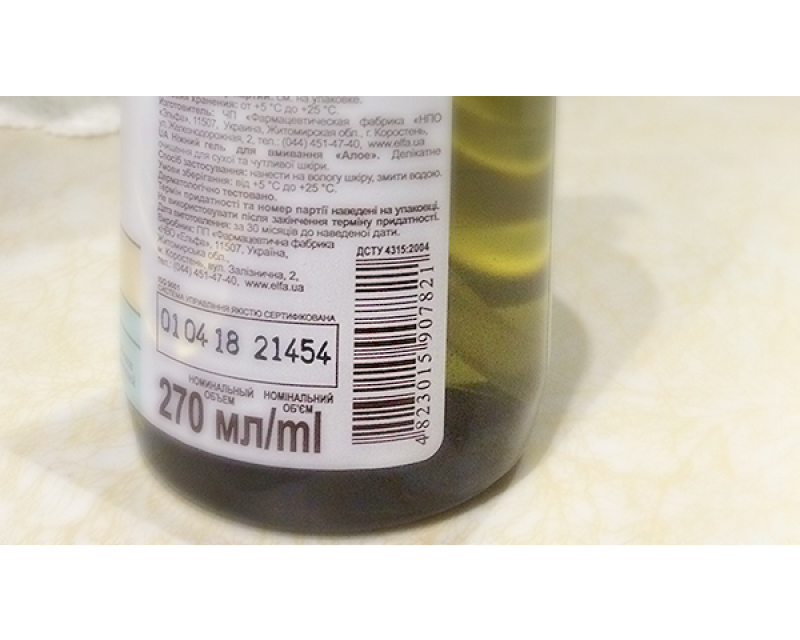 на упаковке.
хранения: от +5 °С до +25 °С.
Изготовитель: ЧП «Фармацевтическая фабрика «НПО
«Эльфа», 11507, Украина, Житомирская обл., г. Коростень,
ул.Железнодорожная, 2, тел.: (044) 451-47-40, www.elfa.ua
UA Ніжний гель для вмивання «Алое». Делікатне
очищення для сухої та чутливої шкіри.
Спосіб застосування: нанести на вологу шкіру, змити водою.
Умови зберігання: від +5 °С до +25 °С.
Дерматологічно тестовано.
Термін придатності та номер партії наведені на упаковці.
Не використовувати після закінчення терміну придатності.
Дата виготовлення: за 30 місяців до наведеної дати.
Виробник: ПП «Фармацевтична фабрика
«НВО «Ельфа», 11507, Україна,
Житомирська обл.,
м. Коростень, вул. Залізнична, 2,
тел.: (044) 451-47-40, www.elfa.ua
ISO 9001
СИСТЕМА УПРАВЛІННЯ ЯКІСТЮ СЕРТИФІКОВАНА
01 04 18 21454
НОМИНАЛЬНЫЙ ОБЪЕМ
НОМІНАЛЬНИЙ ОБ'ЄМ
270 мл/ml
ДСТУ 4315:2004
4823015907821